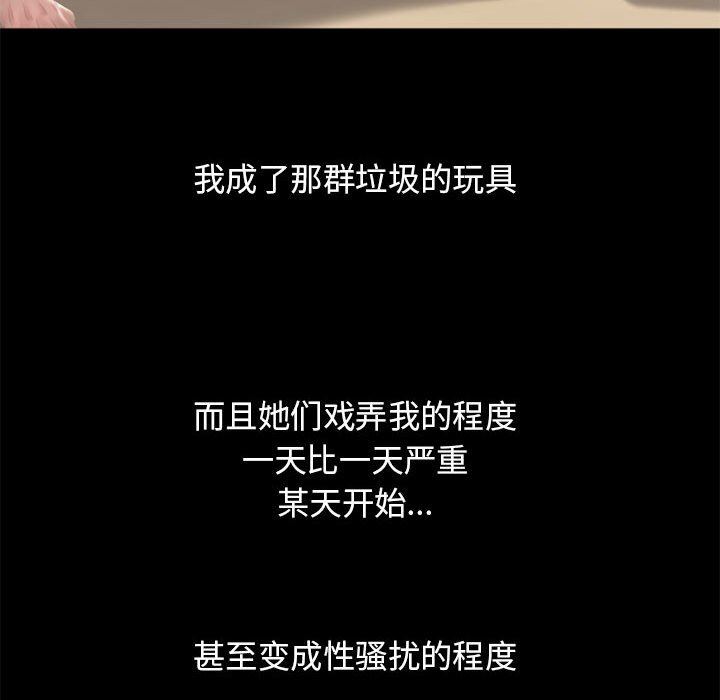 我成了那群垃圾的玩具
而且她们戏弄我的程度
一天比一天严重
某天开始...
甚至变成性骚扰的程度